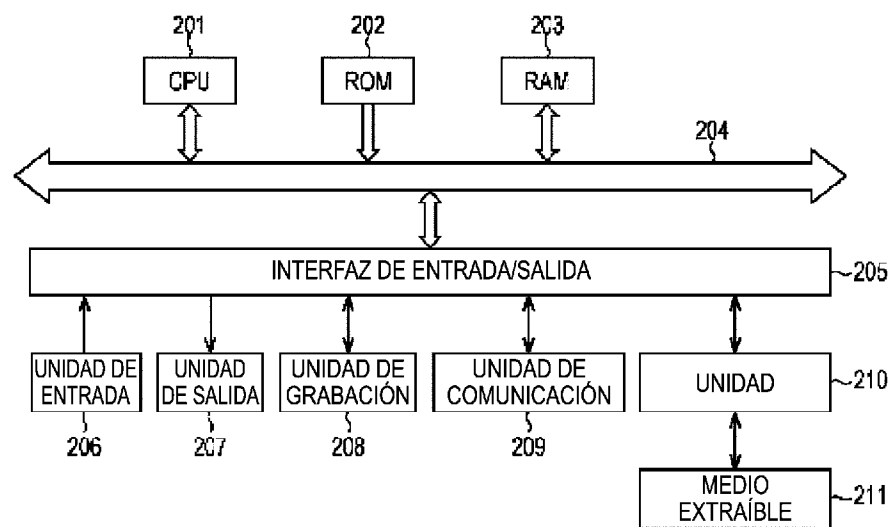 201 202 203
CPU ROM RAM
204
INTERFAZ DE ENTRADA/SALIDA 205
UNIDAD DE ENTRADA
UNIDAD DE SALIDA
UNIDAD DE GRABACIÓN
UNIDAD DE COMUNICACIÓN
UNIDAD 210
206 207 208 209
MEDIO EXTRAÍBLE 211